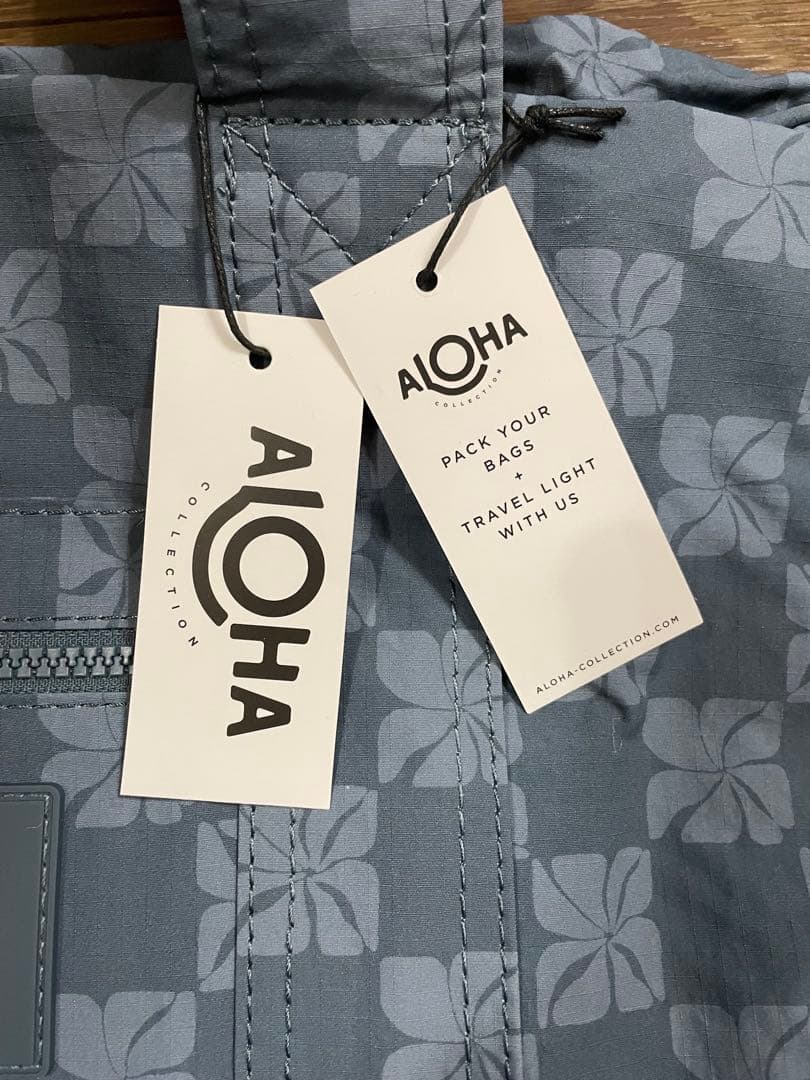 ALOHA
COLLECTION
ALOHA
COLLECTION
PACK YOUR
BAGS
+
TRAVEL LIGHT
WITH US
ALOHA-COLLECTION.COM